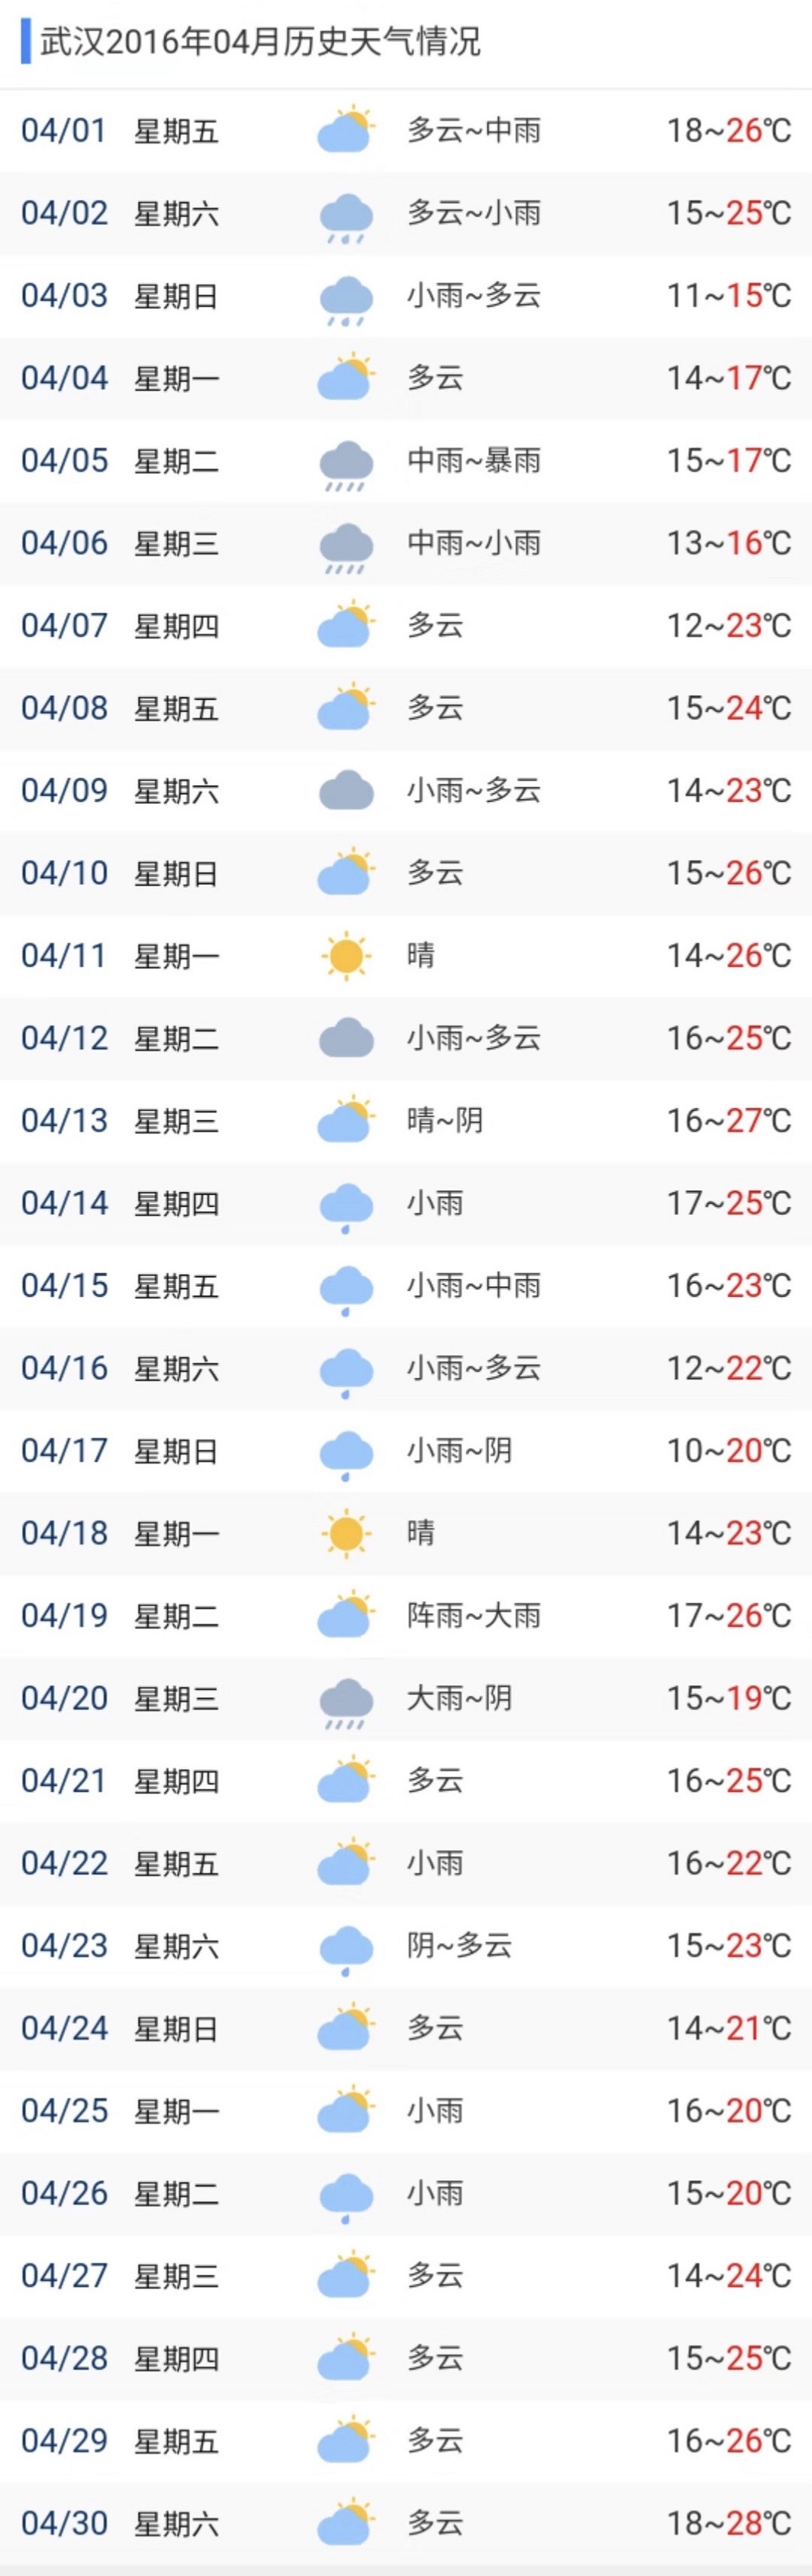 武汉2016年04月历史天气情况
04/01 星期五 多云~中雨 18~26℃
04/02 星期六 多云~小雨 15~25℃
04/03 星期日 小雨~多云 11~15℃
04/04 星期一 多云 14~17℃
04/05 星期二 中雨~暴雨 15~17℃
04/06 星期三 中雨~小雨 13~16℃
04/07 星期四 多云 12~23℃
04/08 星期五 多云 15~24℃
04/09 星期六 小雨~多云 14~23℃
04/10 星期日 多云 15~26℃
04/11 星期一 晴 14~26℃
04/12 星期二 小雨~多云 16~25℃
04/13 星期三 晴~阴 16~27℃
04/14 星期四 小雨 17~25℃
04/15 星期五 小雨~中雨 16~23℃
04/16 星期六 小雨~多云 12~22℃
04/17 星期日 小雨~阴 10~20℃
04/18 星期一 晴 14~23℃
04/19 星期二 阵雨~大雨 17~26℃
04/20 星期三 大雨~阴 15~19℃
04/21 星期四 多云 16~25℃
04/22 星期五 小雨 16~22℃
04/23 星期六 阴~多云 15~23℃
04/24 星期日 多云 14~21℃
04/25 星期一 小雨 16~20℃
04/26 星期二 小雨 15~20℃
04/27 星期三 多云 14~24℃
04/28 星期四 多云 15~25℃
04/29 星期五 多云 16~26℃
04/30 星期六 多云 18~28℃